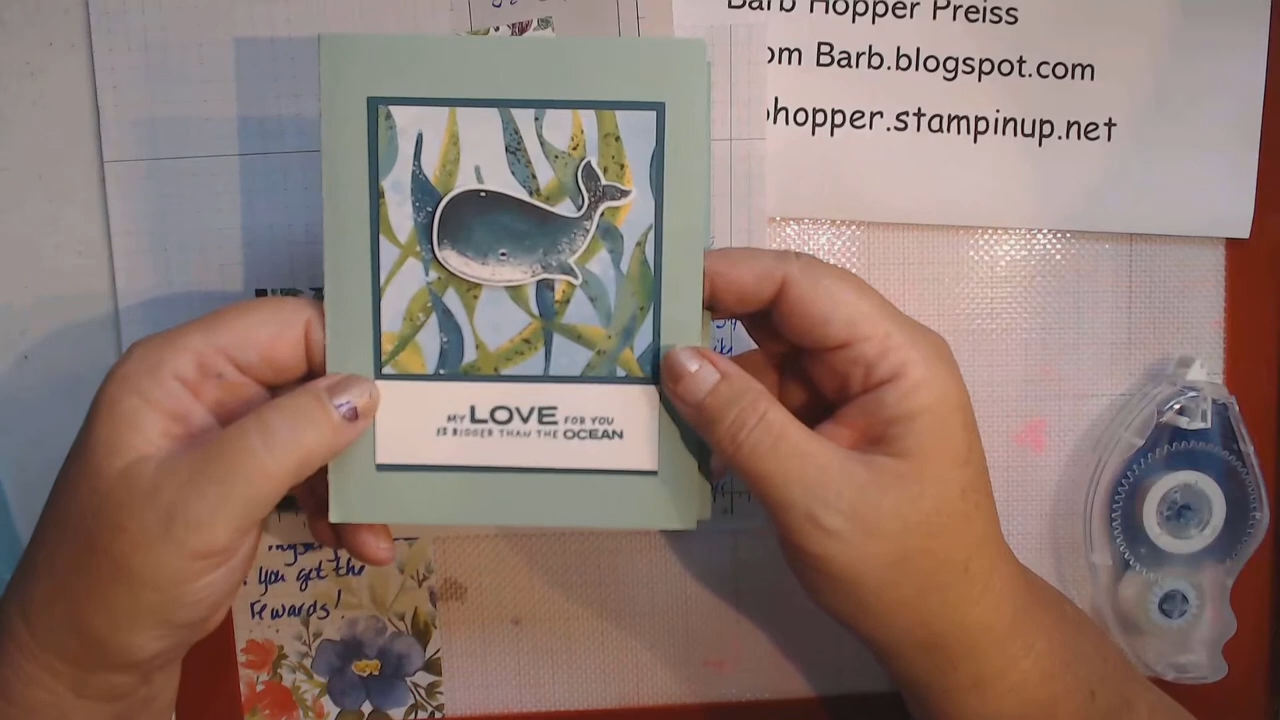 Barb Hopper Preiss
om Barb.blogspot.com
hopper.stampinup.net
MY LOVE FOR YOU
IS BIGGER THAN THE OCEAN
you get the
rewards!